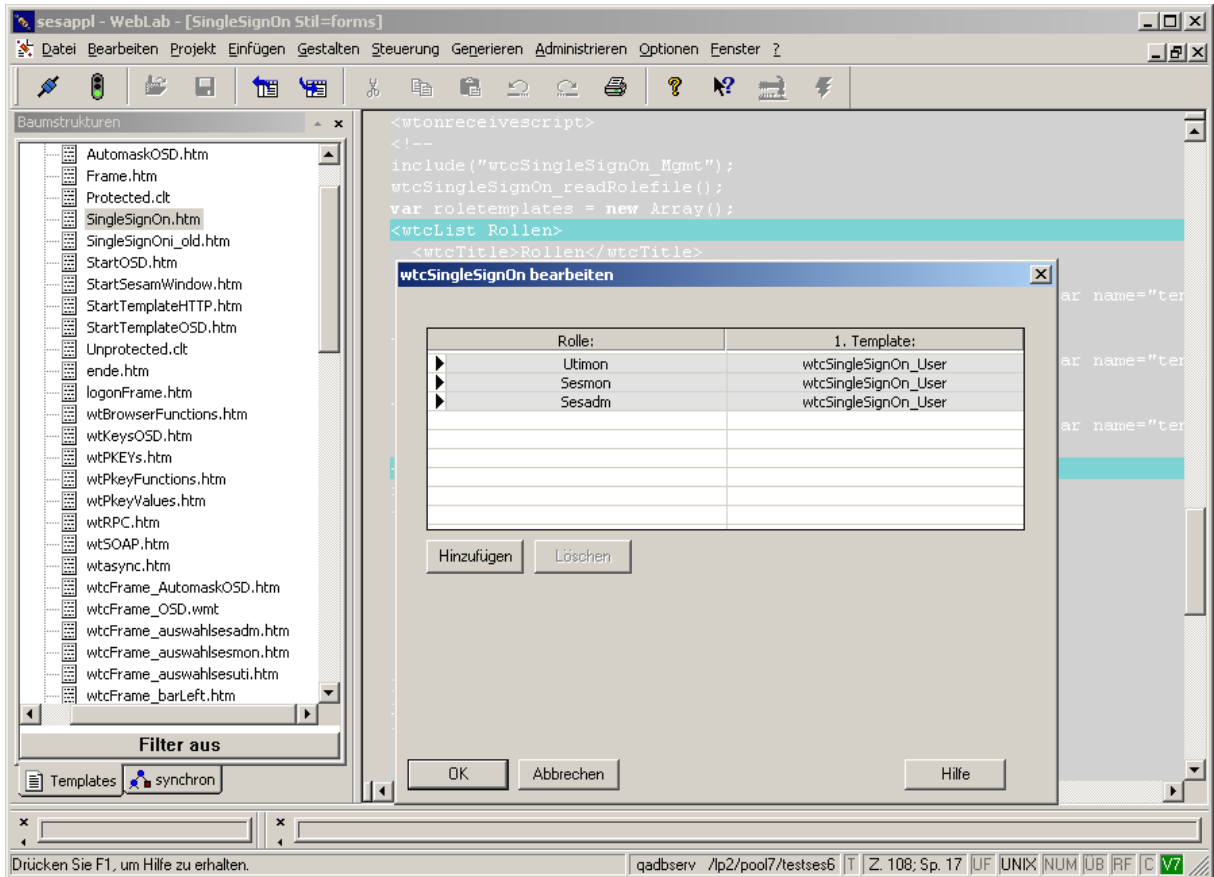 sesappl - WebLab - [SingleSignOn Stil=forms]
Datei Bearbeiten Projekt Einfügen Gestalten Steuerung Generieren Administrieren Optionen Fenster ?
Baumstrukturen
AutomaskOSD.htm
Frame.htm
Protected.clt
SingleSignOn.htm
SingleSignOni_old.htm
StartOSD.htm
StartSesamWindow.htm
StartTemplateHTTP.htm
StartTemplateOSD.htm
Unprotected.clt
ende.htm
logonFrame.htm
wtBrowserFunctions.htm
wtKeysOSD.htm
wtPKEYs.htm
wtPkeyFunctions.htm
wtPkeyValues.htm
wtRPC.htm
wtSOAP.htm
wtasync.htm
wtcFrame_AutomaskOSD.htm
wtcFrame_OSD.wmt
wtcFrame_auswahlsesadm.htm
wtcFrame_auswahlsesmon.htm
wtcFrame_auswahlsesuti.htm
wtcFrame_barLeft.htm
Filter aus
Templates synchron
<wtonreceivescript>
<!--
include("wtcSingleSignOn_Mgmt");
wtcSingleSignOn_readRolefile();
var roletemplates = new Array();
<wtcList Rollen>
<wtcTitle>Rollen</wtcTitle>
ar name="ter
ar name="ter
ar name="ter
wtcSingleSignOn bearbeiten
Rolle: 1. Template:
Utimon wtcSingleSignOn_User
Sesmon wtcSingleSignOn_User
Sesadm wtcSingleSignOn_User
Hinzufügen Löschen
OK Abbrechen Hilfe
Drücken Sie F1, um Hilfe zu erhalten. qadbserv /lp2/pool7/testses6 T Z. 108; Sp. 17 UF UNIX NUM ÜB RF C V7